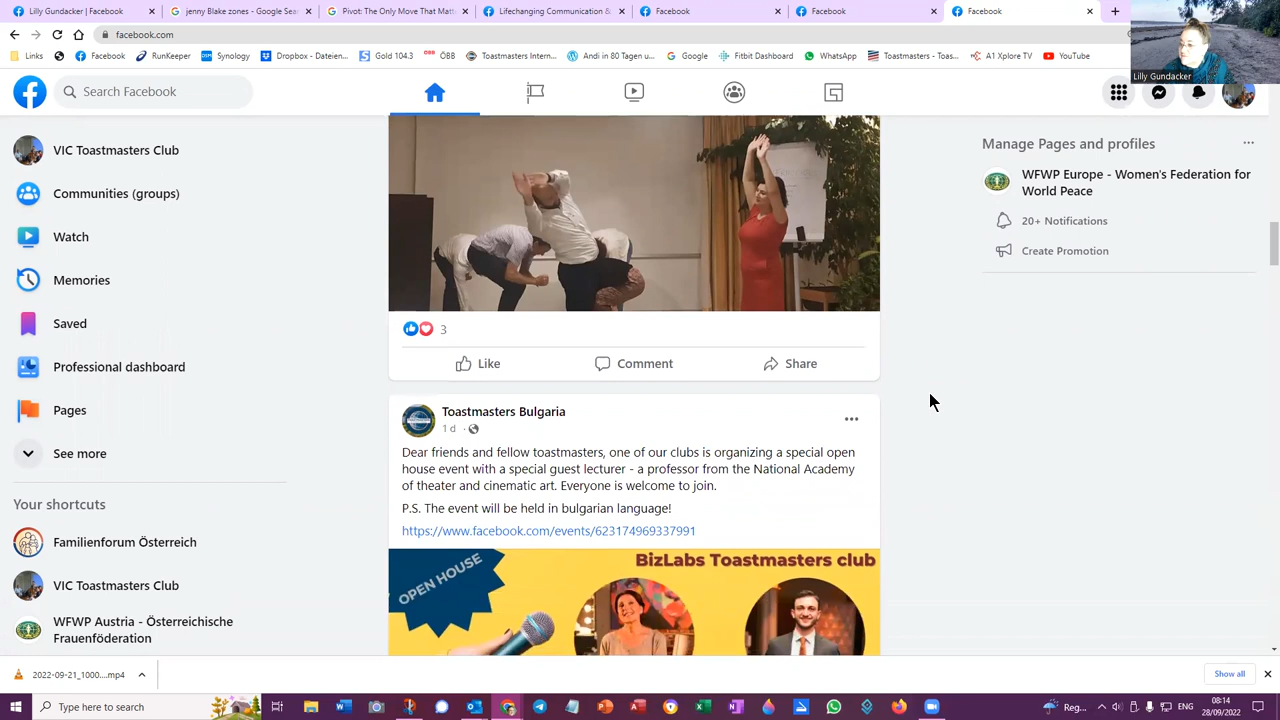 Lilly Gundacker | Facebook
jenny Blake zones - Google Sea
Pivot: The Only Move That Matt
Lifechanging Communication &
Facebook
Facebook
Facebook
facebook.com
Links
Facebook
RunKeeper
Synology
Dropbox - Dateien...
Gold 104.3
ÖBB
Toastmasters Intern...
Andi in 80 Tagen u...
Google
Fitbit Dashboard
WhatsApp
Toastmasters - Toas...
A1 Xplore TV
YouTube
Lilly Gundacker
Search Facebook
VIC Toastmasters Club
Communities (groups)
Watch
Memories
Saved
Professional dashboard
Pages
See more
Your shortcuts
Familienforum Österreich
VIC Toastmasters Club
WFWP Austria - Österreichische
Frauenföderation
3
Like
Comment
Share
Toastmasters Bulgaria
1 d
Dear friends and fellow toastmasters, one of our clubs is organizing a special open
house event with a special guest lecturer - a professor from the National Academy
of theater and cinematic art. Everyone is welcome to join.
P.S. The event will be held in bulgarian language!
https://www.facebook.com/events/623174969337991
OPEN HOUSE
BizLabs Toastmasters club
Manage Pages and profiles
WFWP Europe - Women's Federation for
World Peace
20+ Notifications
Create Promotion
2022-09-21_1000....mp4
Show all
Type here to search
Reg...
ENG
08:14
28/09/2022